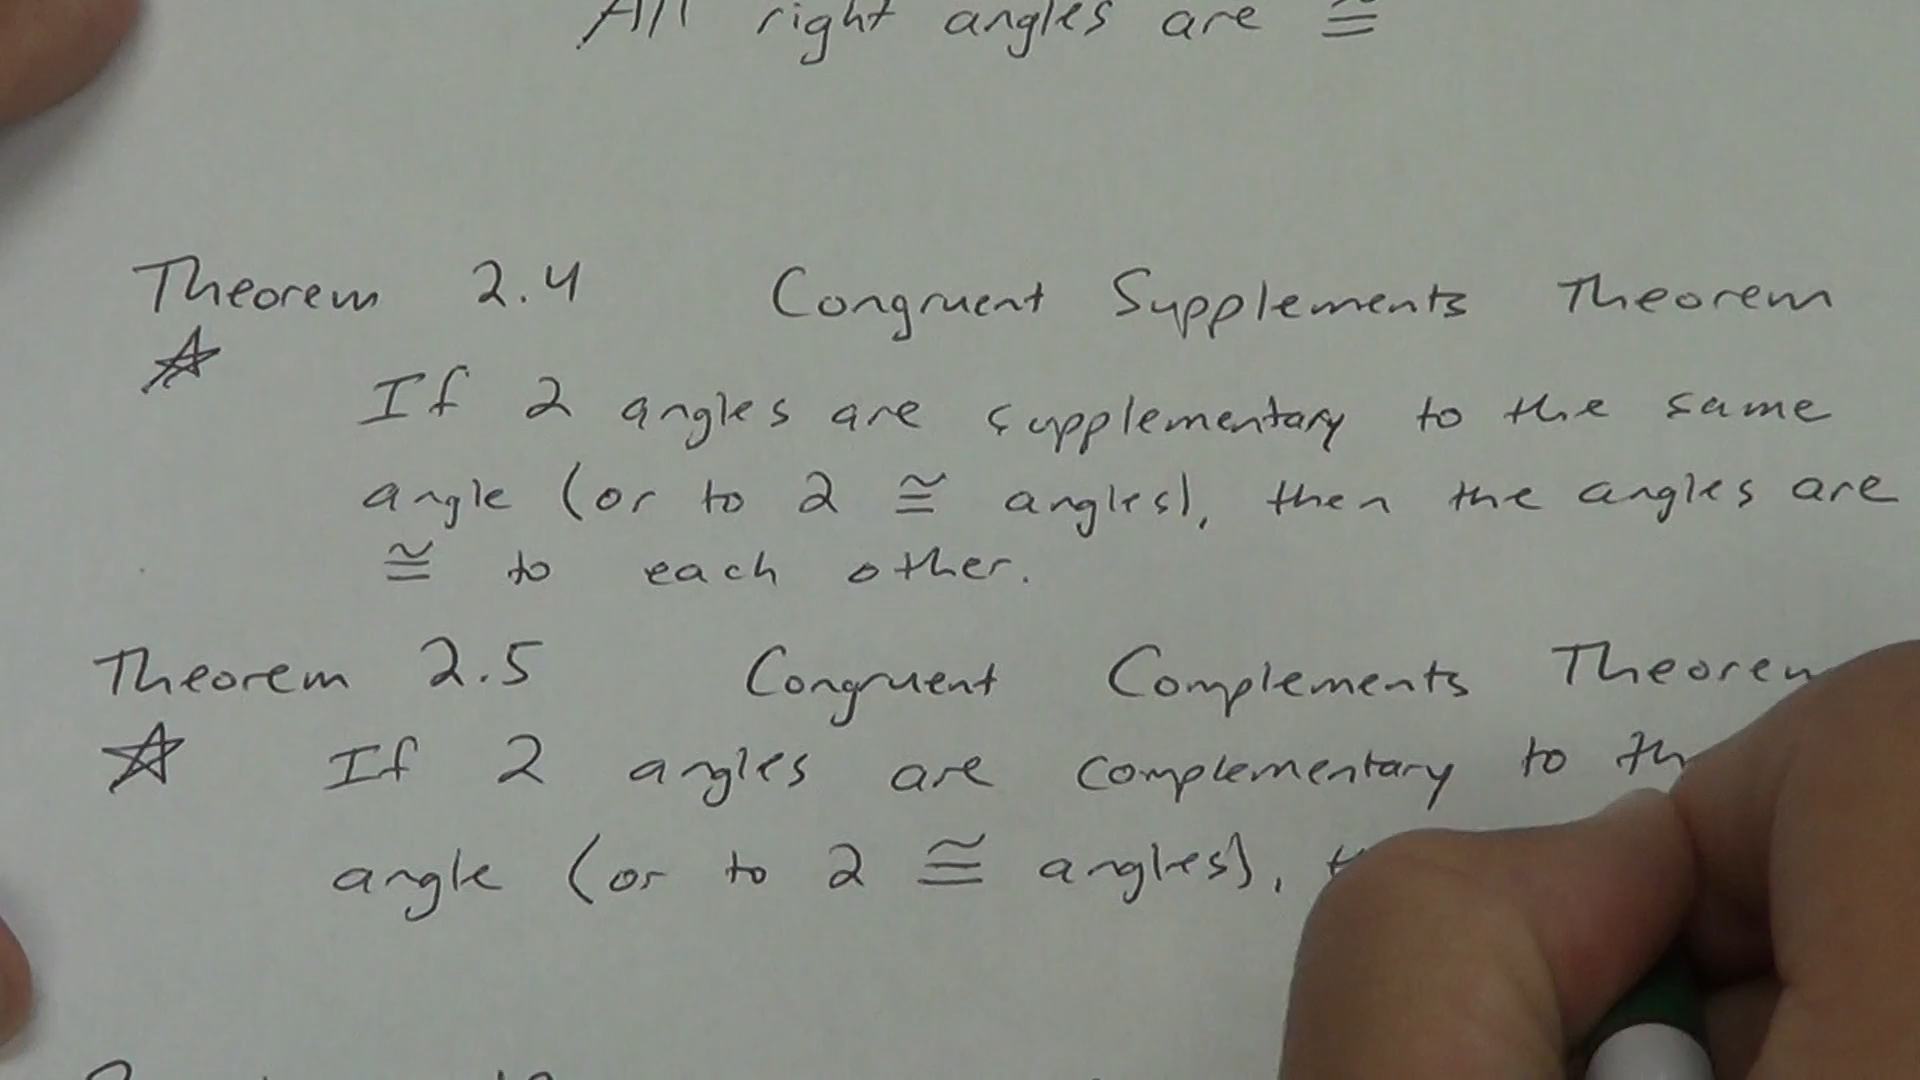 All right angles are ≅
Theorem 2.4 Congruent Supplements Theorem
If 2 angles are supplementary to the same
angle (or to 2 ≅ angles), then the angles are
≅ to each other.
Theorem 2.5 Congruent Complements Theorem
If 2 angles are complementary to
angle (or to 2 ≅ angles),